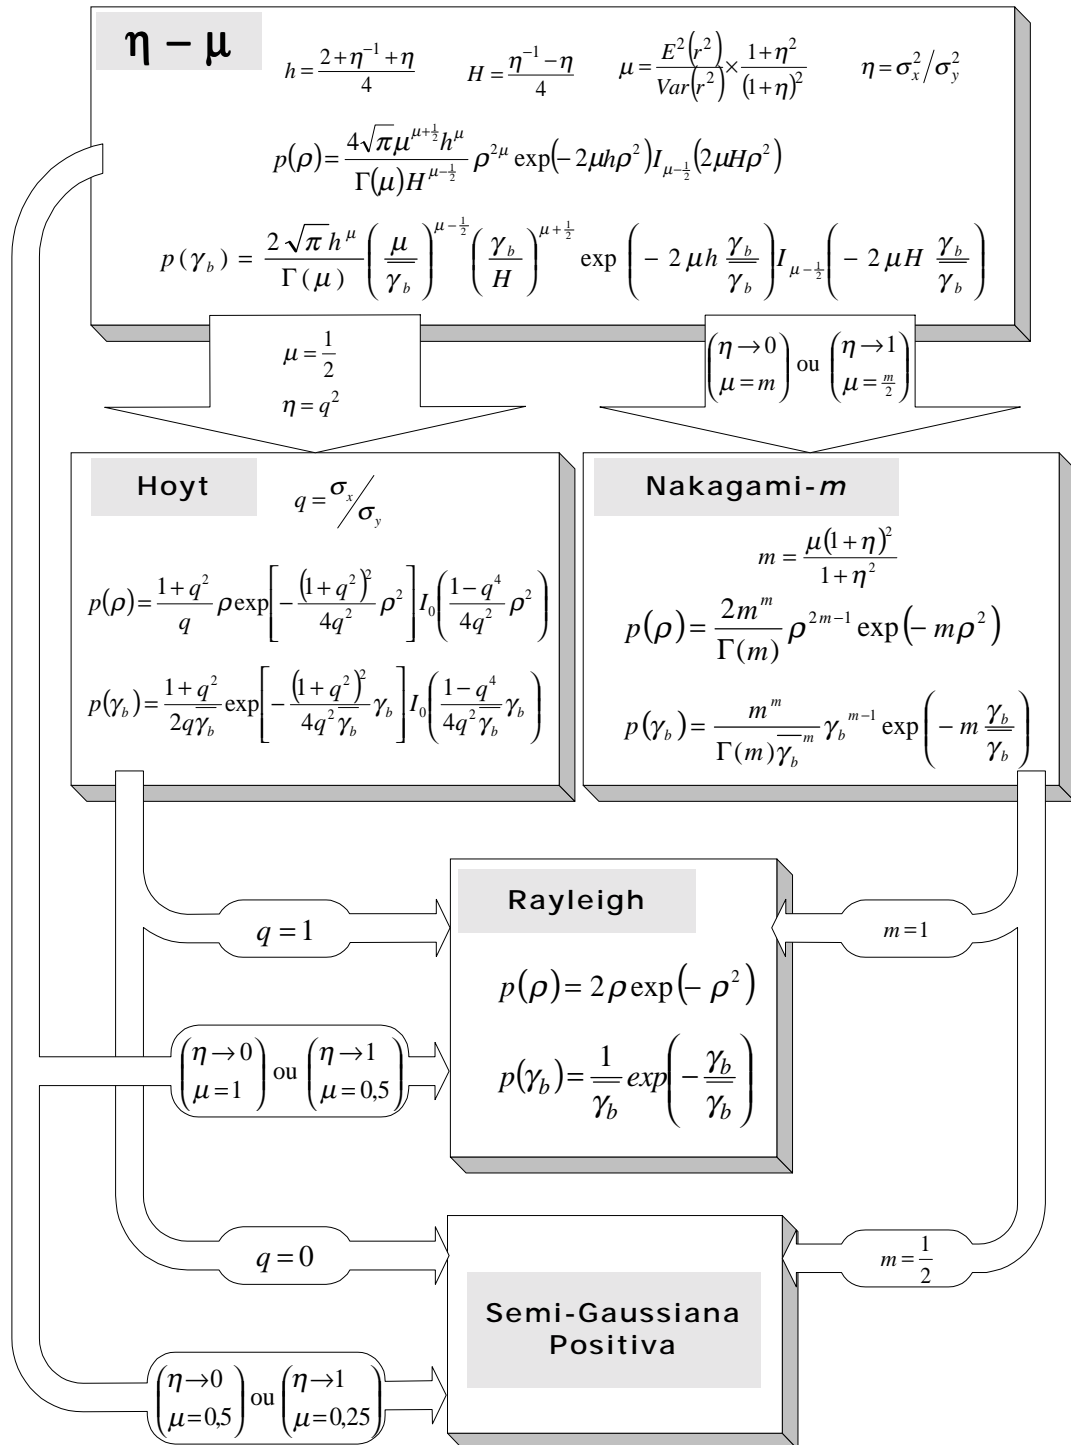 η – μ
h = (2 + η⁻¹ + η)/4    H = (η⁻¹ − η)/4    μ = E²(r²)/Var(r²) × (1 + η²)/(1 + η)²    η = σₓ²/σᵧ²
p(ρ) = (4√π μ^(μ+1/2) h^μ)/(Γ(μ)H^(μ−1/2)) ρ^(2μ) exp(−2μhρ²) I_(μ−1/2)(2μHρ²)
p(γ_b) = (2√π h^μ)/Γ(μ) (μ/γ̅_b)^(μ−1/2) (γ_b/H)^(μ+1/2) exp(−2μh γ_b/γ̅_b) I_(μ−1/2)(−2μH γ_b/γ̅_b)
μ = 1/2
η = q²
(η → 0 μ = m) ou (η → 1 μ = m/2)
Hoyt
q = σₓ/σᵧ
p(ρ) = (1 + q²)/q ρ exp[−(1 + q²)²/(4q²) ρ²] I₀((1 − q⁴)/(4q²) ρ²)
p(γ_b) = (1 + q²)/(2qγ̅_b) exp[−(1 + q²)²/(4q²γ̅_b) γ_b] I₀((1 − q⁴)/(4q²γ̅_b) γ_b)
Nakagami-m
m = μ(1 + η)²/(1 + η²)
p(ρ) = 2m^m/Γ(m) ρ^(2m−1) exp(−mρ²)
p(γ_b) = m^m/(Γ(m)γ̅_b^m) γ_b^(m−1) exp(−m γ_b/γ̅_b)
q = 1
Rayleigh
m = 1
p(ρ) = 2ρ exp(−ρ²)
p(γ_b) = 1/γ̅_b exp(−γ_b/γ̅_b)
(η → 0 μ = 1) ou (η → 1 μ = 0,5)
q = 0
m = 1/2
Semi-Gaussiana
Positiva
(η → 0 μ = 0,5) ou (η → 1 μ = 0,25)